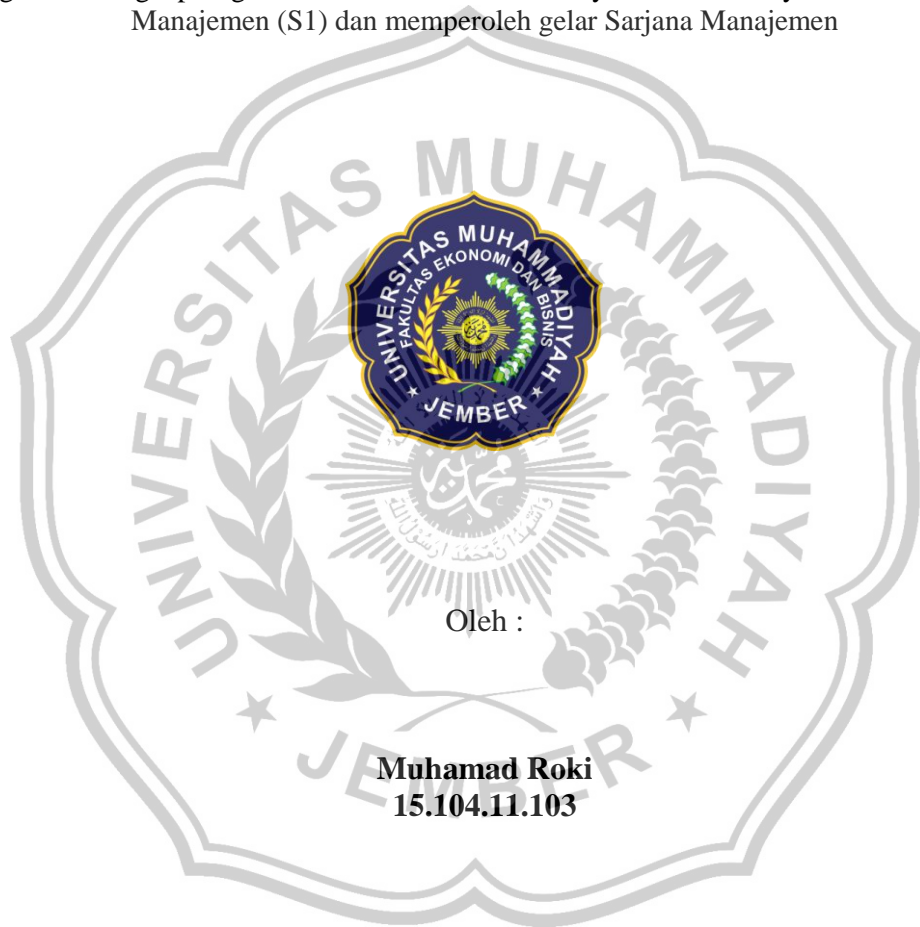 Manajemen (S1) dan memperoleh gelar Sarjana Manajemen
UNIVERSITAS MUHAMMADIYAH
FAKULTAS EKONOMI DAN BISNIS
JEMBER
UNIVERSITAS MUHAMMADIYAH
JEMBER
Oleh :
Muhamad Roki
15.104.11.103